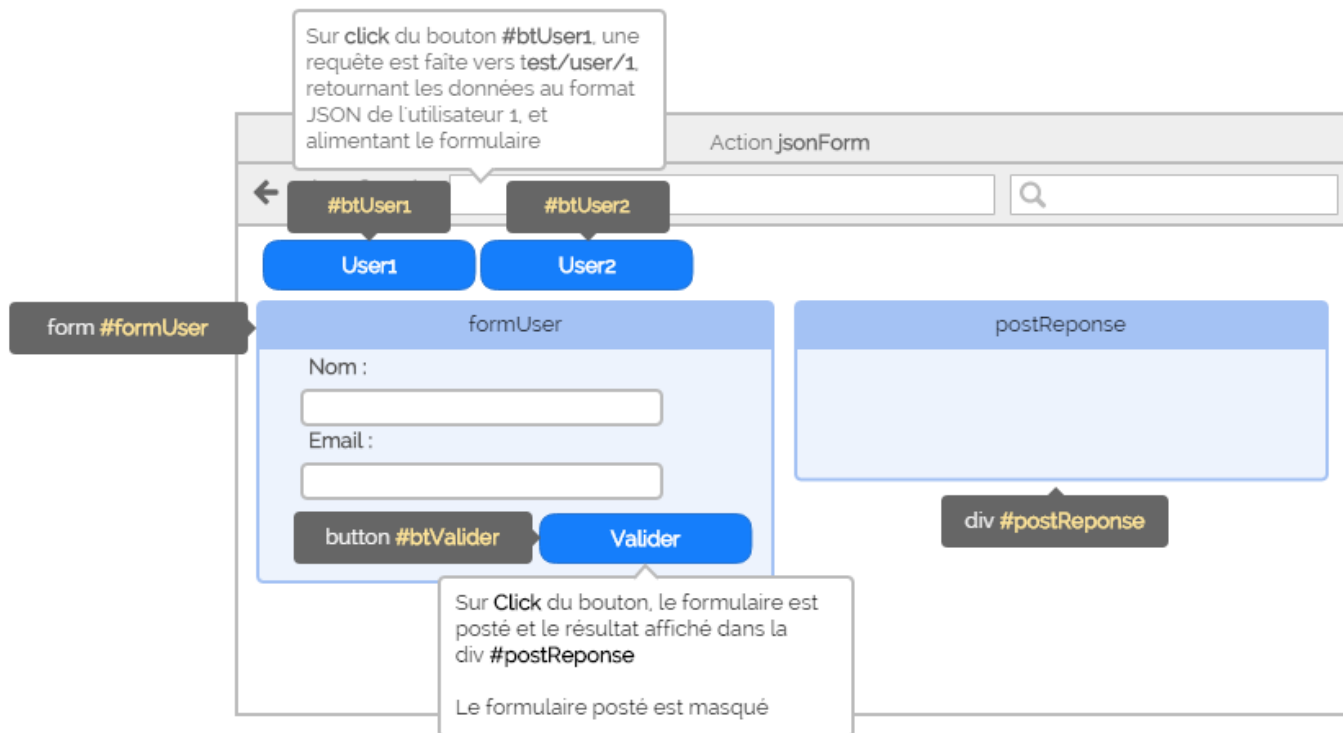 Sur click du bouton #btUser1, une
requête est faîte vers test/user/1,
retournant les données au format
JSON de l'utilisateur 1, et
alimentant le formulaire
Action jsonForm
#btUser1
#btUser2
User1
User2
form #formUser
formUser
postReponse
Nom :
Email :
button #btValider
Valider
div #postReponse
Sur Click du bouton, le formulaire est
posté et le résultat affiché dans la
div #postReponse
Le formulaire posté est masqué